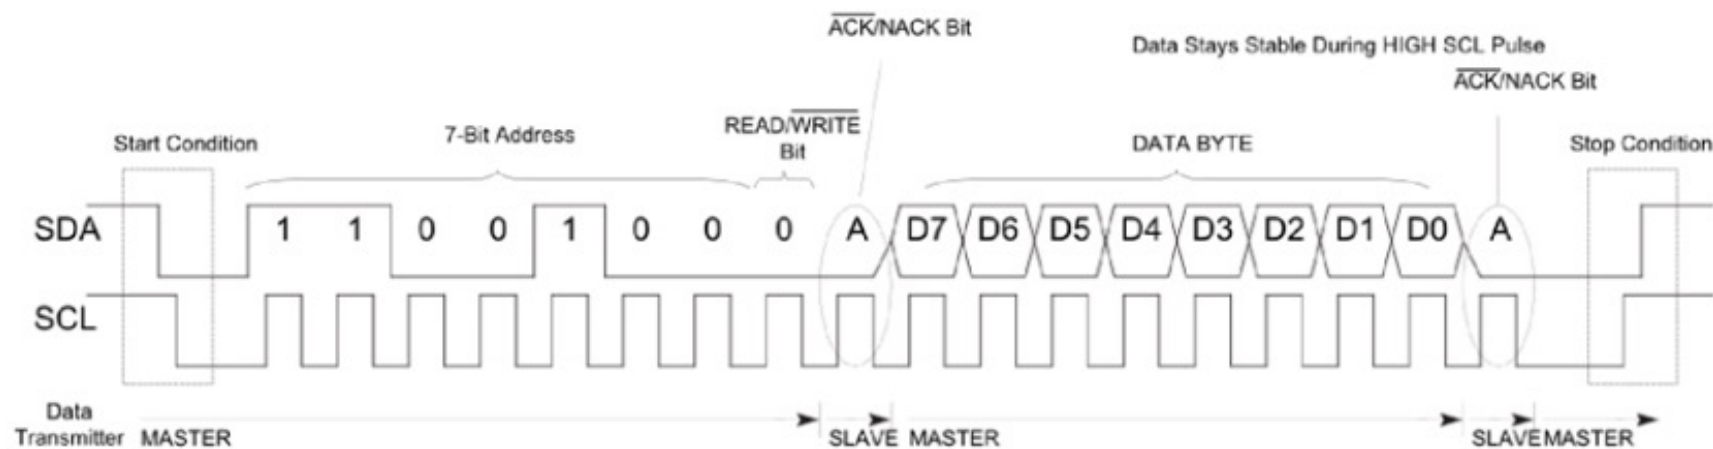 ACK/NACK Bit
Data Stays Stable During HIGH SCL Pulse
ACK/NACK Bit
Start Condition
7-Bit Address
READ/WRITE
Bit
DATA BYTE
Stop Condition
SDA 1 1 0 0 1 0 0 0 A D7 D6 D5 D4 D3 D2 D1 D0 A
SCL
Data
Transmitter MASTER SLAVE MASTER SLAVE MASTER